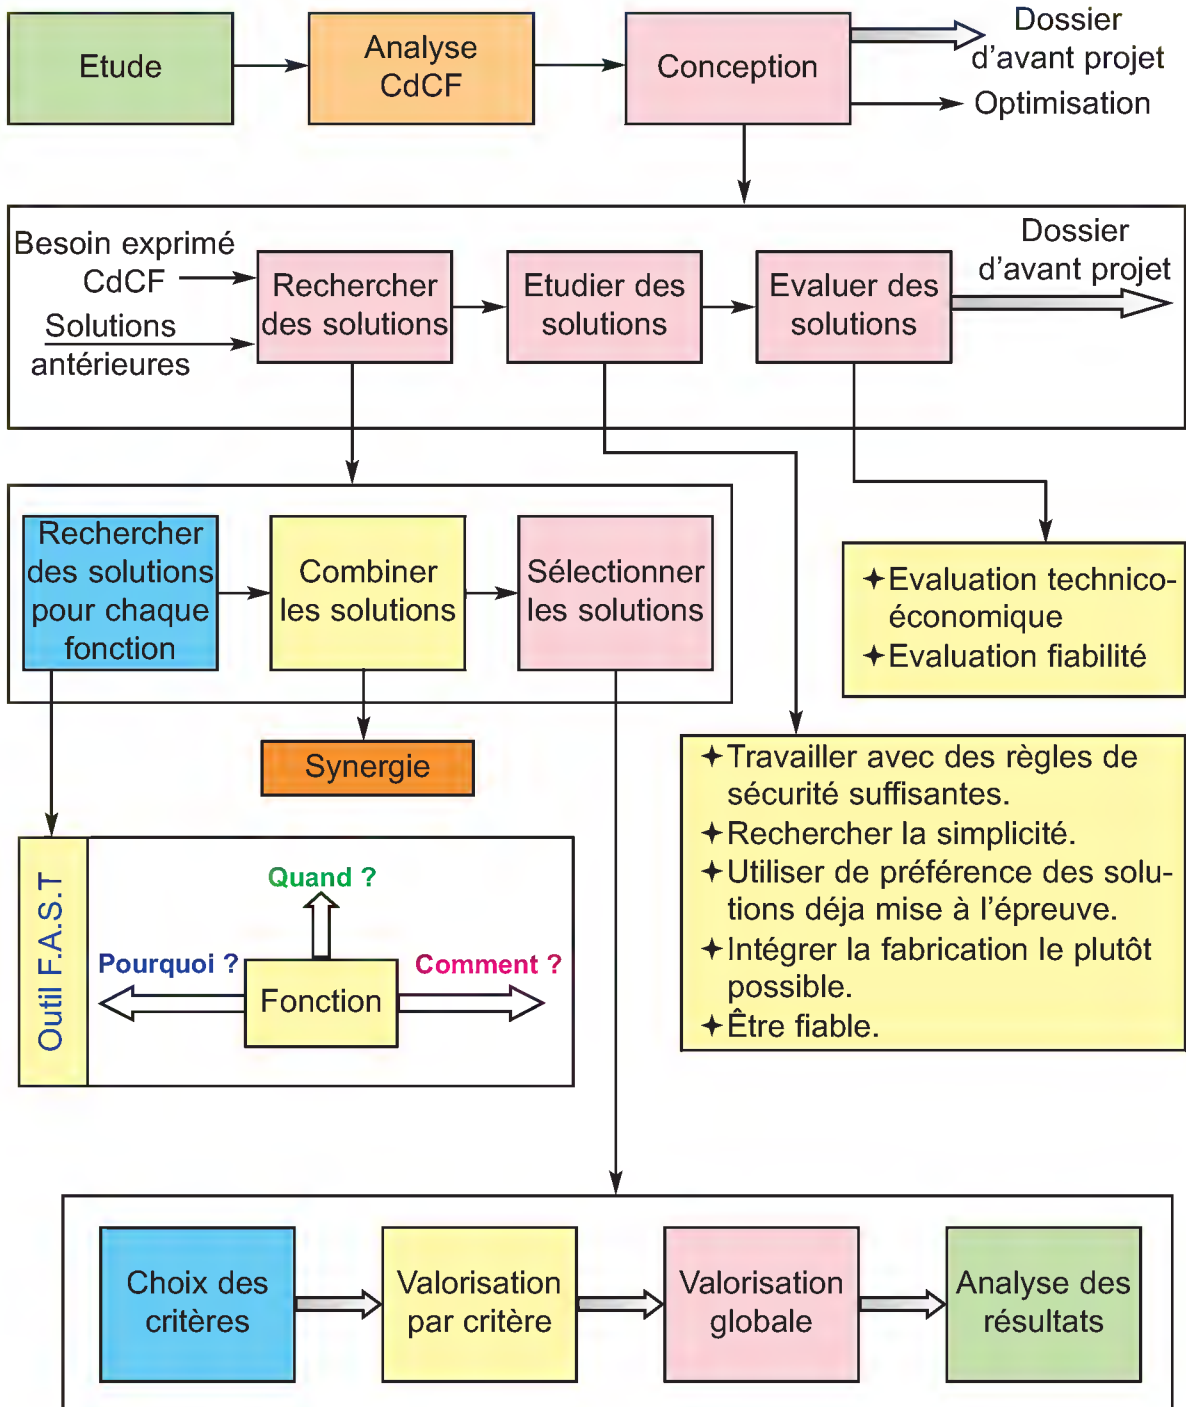 Etude
Analyse
CdCF
Conception
Dossier
d'avant projet
Optimisation
Besoin exprimé
CdCF
Solutions
antérieures
Rechercher
des solutions
Etudier des
solutions
Evaluer des
solutions
Dossier
d'avant projet
Rechercher
des solutions
pour chaque
fonction
Combiner
les solutions
Sélectionner
les solutions
Synergie
✦ Evaluation technico-
économique
✦ Evaluation fiabilité
✦ Travailler avec des règles de
sécurité suffisantes.
✦ Rechercher la simplicité.
✦ Utiliser de préférence des solu-
tions déja mise à l'épreuve.
✦ Intégrer la fabrication le plutôt
possible.
✦ Être fiable.
Outil F.A.S.T
Quand ?
Pourquoi ?
Fonction
Comment ?
Choix des
critères
Valorisation
par critère
Valorisation
globale
Analyse des
résultats